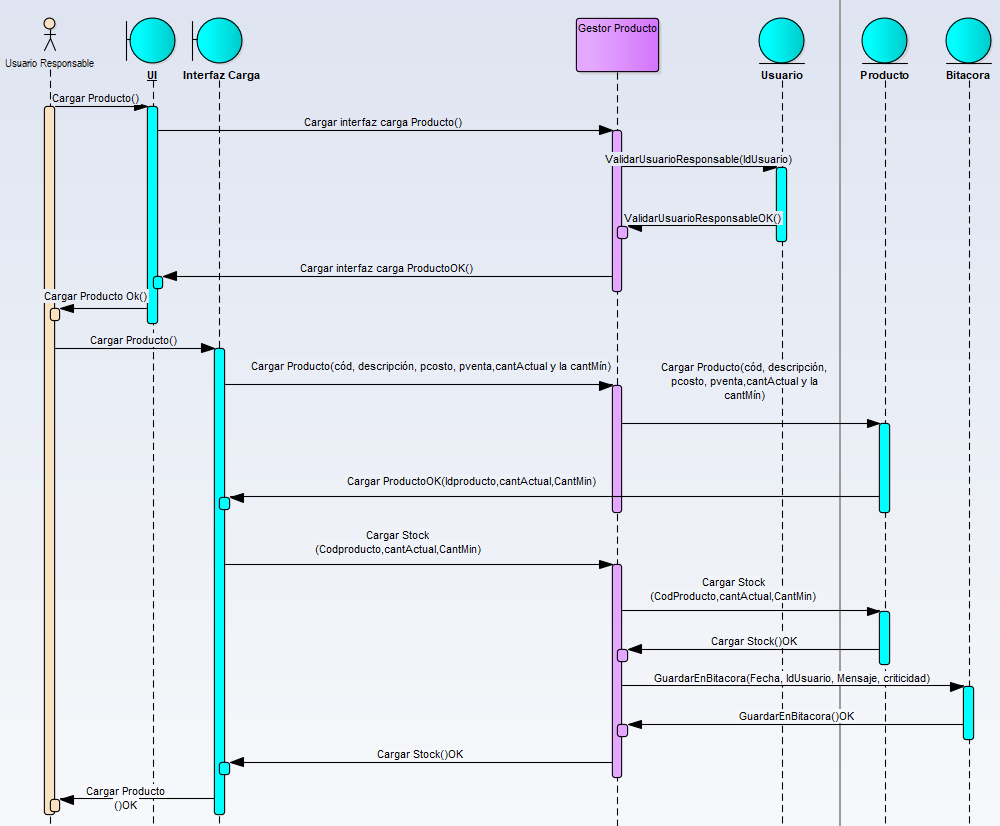 Gestor Producto
Usuario Responsable
UI
Interfaz Carga
Usuario
Producto
Bitacora
Cargar Producto()
Cargar interfaz carga Producto()
ValidarUsuarioResponsable(IdUsuario)
ValidarUsuarioResponsableOK()
Cargar interfaz carga ProductoOK()
Cargar Producto Ok()
Cargar Producto()
Cargar Producto(cód, descripción, pcosto, pventa,cantActual y la cantMín)
Cargar Producto(cód, descripción,
pcosto, pventa,cantActual y la
cantMín)
Cargar ProductoOK(Idproducto,cantActual,CantMin)
Cargar Stock
(Codproducto,cantActual,CantMin)
Cargar Stock
(CodProducto,cantActual,CantMin)
Cargar Stock()OK
GuardarEnBitacora(Fecha, IdUsuario, Mensaje, criticidad)
GuardarEnBitacora()OK
Cargar Stock()OK
Cargar Producto
()OK